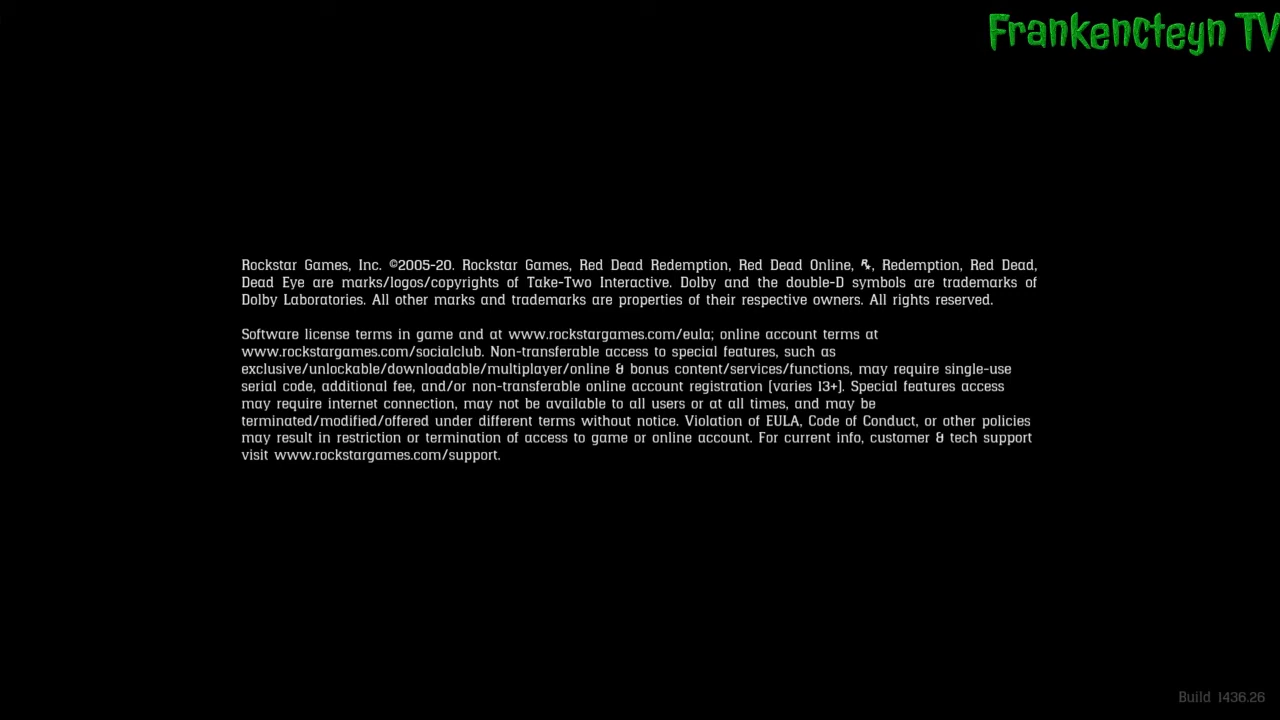 FrankenCteyn TV
Rockstar Games, Inc. ©2005-20. Rockstar Games, Red Dead Redemption, Red Dead Online, R*, Redemption, Red Dead,
Dead Eye are marks/logos/copyrights of Take-Two Interactive. Dolby and the double-D symbols are trademarks of
Dolby Laboratories. All other marks and trademarks are properties of their respective owners. All rights reserved.
Software license terms in game and at www.rockstargames.com/eula; online account terms at
www.rockstargames.com/socialclub. Non-transferable access to special features, such as
exclusive/unlockable/downloadable/multiplayer/online & bonus content/services/functions, may require single-use
serial code, additional fee, and/or non-transferable online account registration [varies 13+]. Special features access
may require internet connection, may not be available to all users or at all times, and may be
terminated/modified/offered under different terms without notice. Violation of EULA, Code of Conduct, or other policies
may result in restriction or termination of access to game or online account. For current info, customer & tech support
visit www.rockstargames.com/support.
Build 1436.26